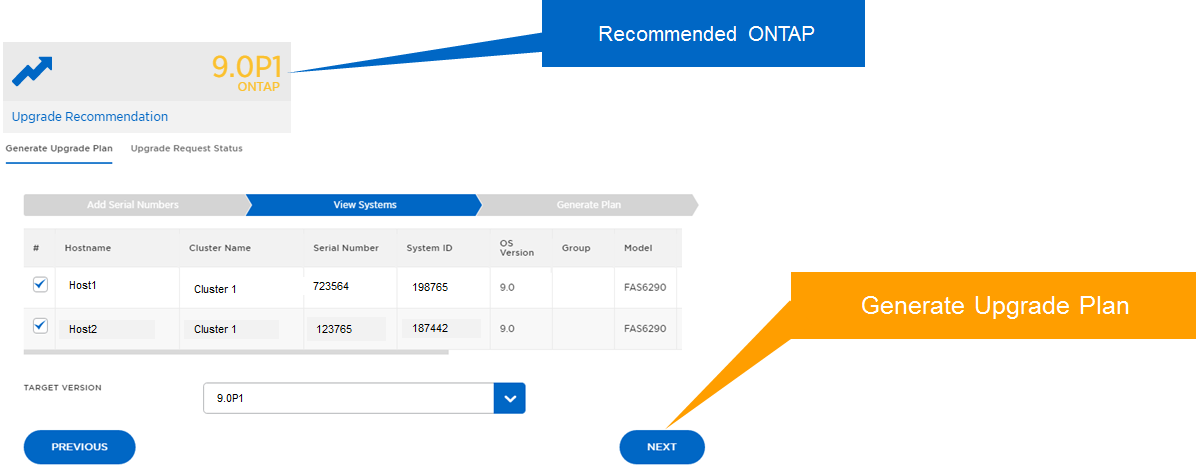 Recommended ONTAP
9.0P1
ONTAP
Upgrade Recommendation
Generate Upgrade Plan Upgrade Request Status
Add Serial Numbers View Systems Generate Plan
# Hostname Cluster Name Serial Number System ID OS Version Group Model
Host1 Cluster 1 723564 198765 9.0 FAS6290
Host2 Cluster 1 123765 187442 9.0 FAS6290
Generate Upgrade Plan
TARGET VERSION 9.0P1
PREVIOUS NEXT